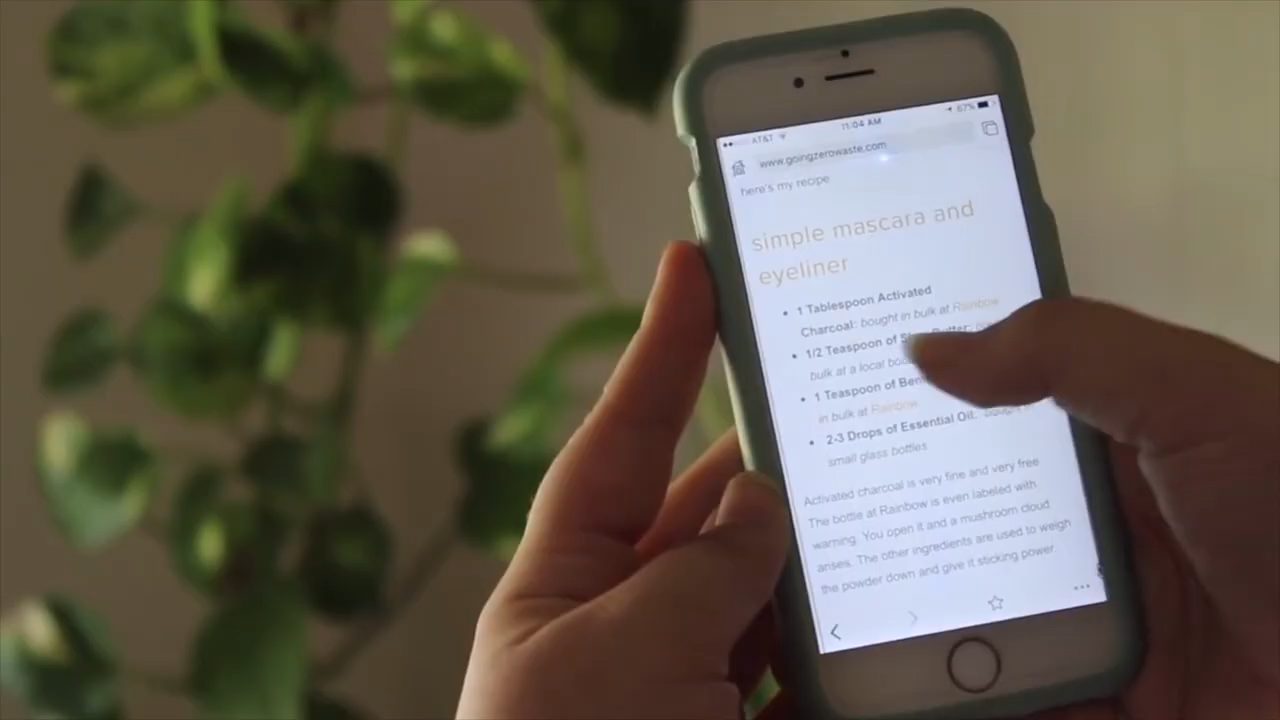 AT&T 11:04 AM 67%
www.goingzerowaste.com
here's my recipe
simple mascara and
eyeliner
• 1 Tablespoon Activated
Charcoal: bought in bulk at Rainbow
• 1/2 Teaspoon of Butter:
bulk at a local
• 1 Teaspoon of
in bulk at Rainbow
• 2-3 Drops of Essential Oil: bought in
small glass bottles
Activated charcoal is very fine and very free
The bottle at Rainbow is even labeled with
warning. You open it and a mushroom cloud
arises. The other ingredients are used to weigh
the powder down and give it sticking power.